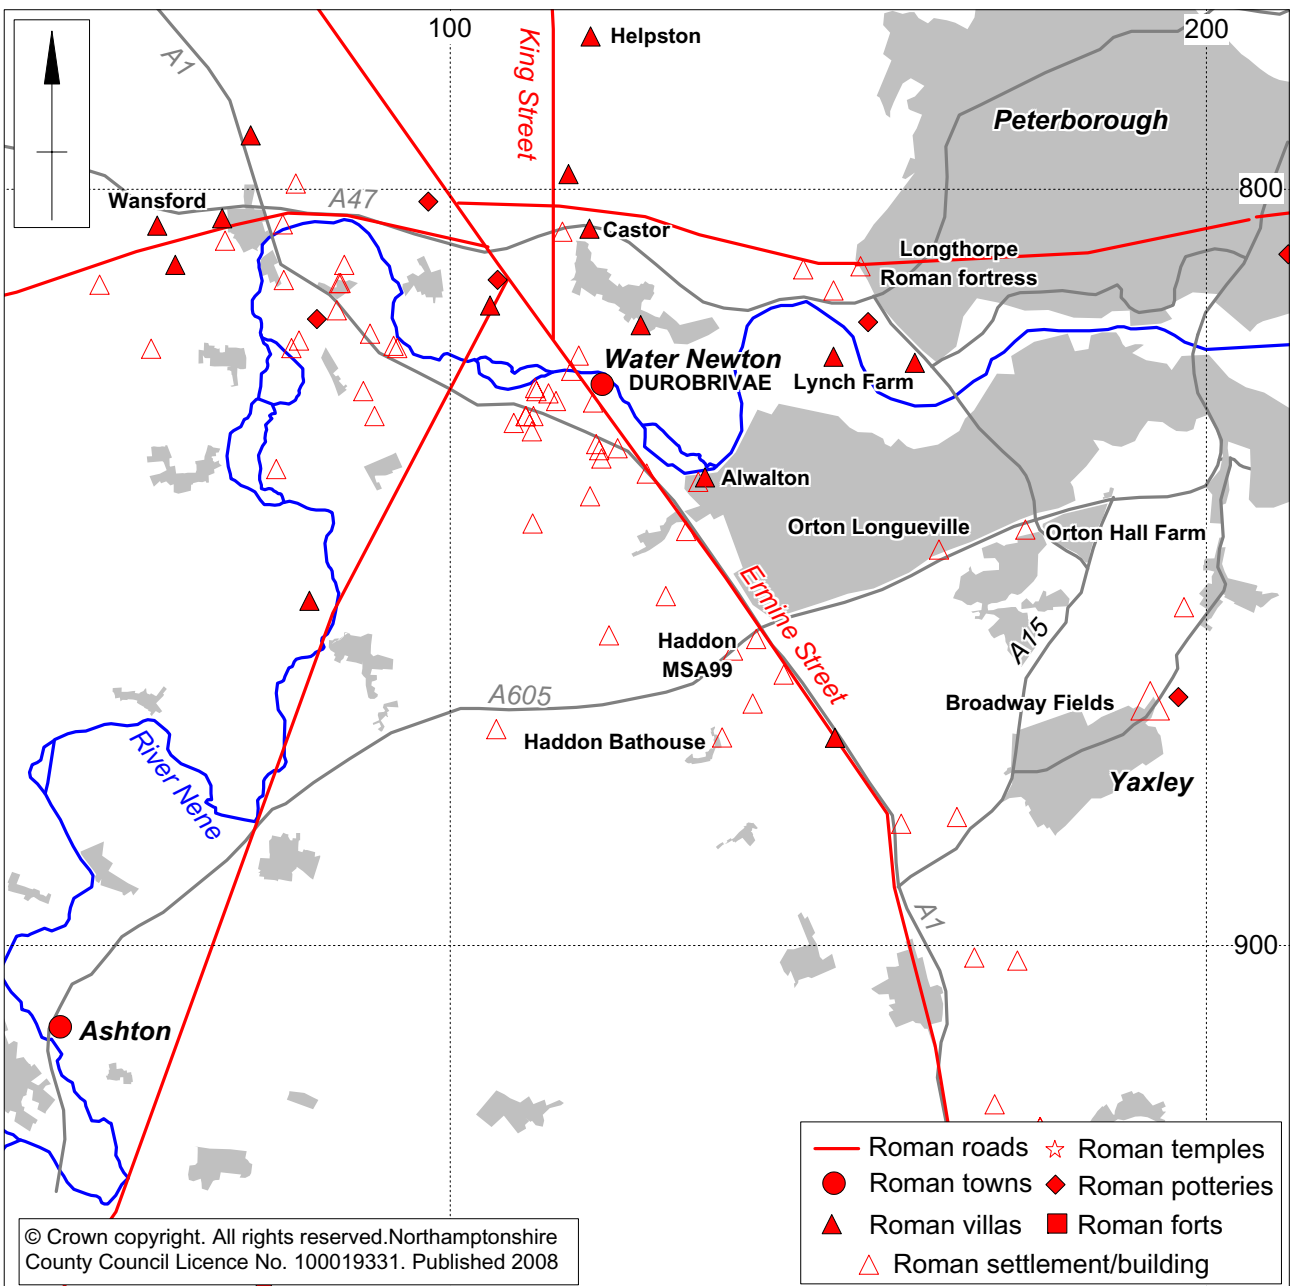 100
200
A1
King Street
Helpston
Peterborough
800
Wansford
A47
Castor
Longthorpe
Roman fortress
Water Newton
DUROBRIVAE
Lynch Farm
Alwalton
Orton Longueville
Orton Hall Farm
Ermine Street
Haddon
MSA99
A15
A605
Broadway Fields
Haddon Bathouse
River Nene
Yaxley
A1
900
Ashton
Roman roads
Roman temples
Roman towns
Roman potteries
Roman villas
Roman forts
Roman settlement/building
© Crown copyright. All rights reserved.Northamptonshire
County Council Licence No. 100019331. Published 2008